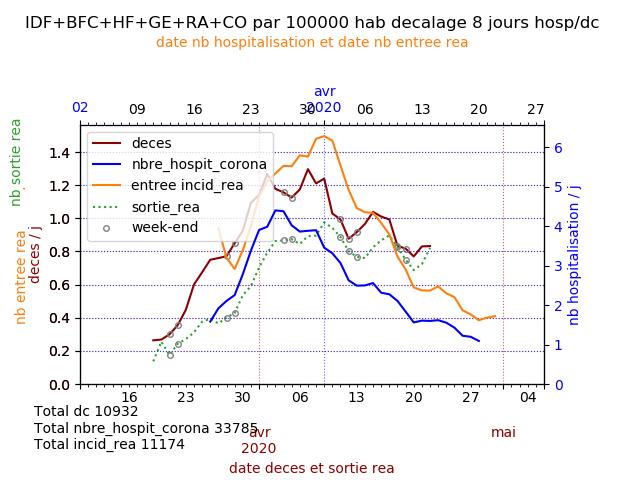 IDF+BFC+HF+GE+RA+CO par 100000 hab decalage 8 jours hosp/dc
date nb hospitalisation et date nb entree rea
avr
2020
02 09 16 23 30 06 13 20 27
nb sortie rea
nb entree rea
deces / j
nb hospitalisation / j
deces
nbre_hospit_corona
entree incid_rea
sortie_rea
week-end
1.4
1.2
1.0
0.8
0.6
0.4
0.2
0.0
6
5
4
3
2
1
0
16 23 30 06 13 20 27 04
Total dc 10932
Total nbre_hospit_corona 33785
Total incid_rea 11174
avr
2020
mai
date deces et sortie rea